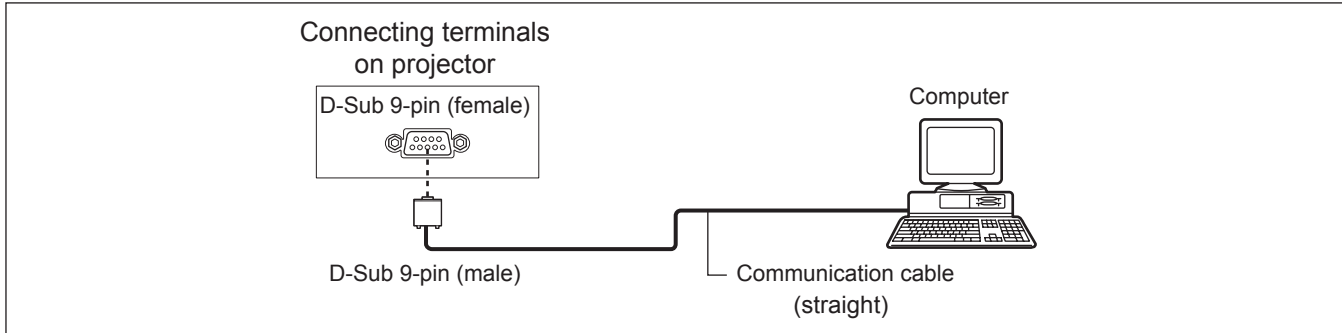 Connecting terminals
on projector
D-Sub 9-pin (female)
Computer
D-Sub 9-pin (male)
Communication cable
(straight)